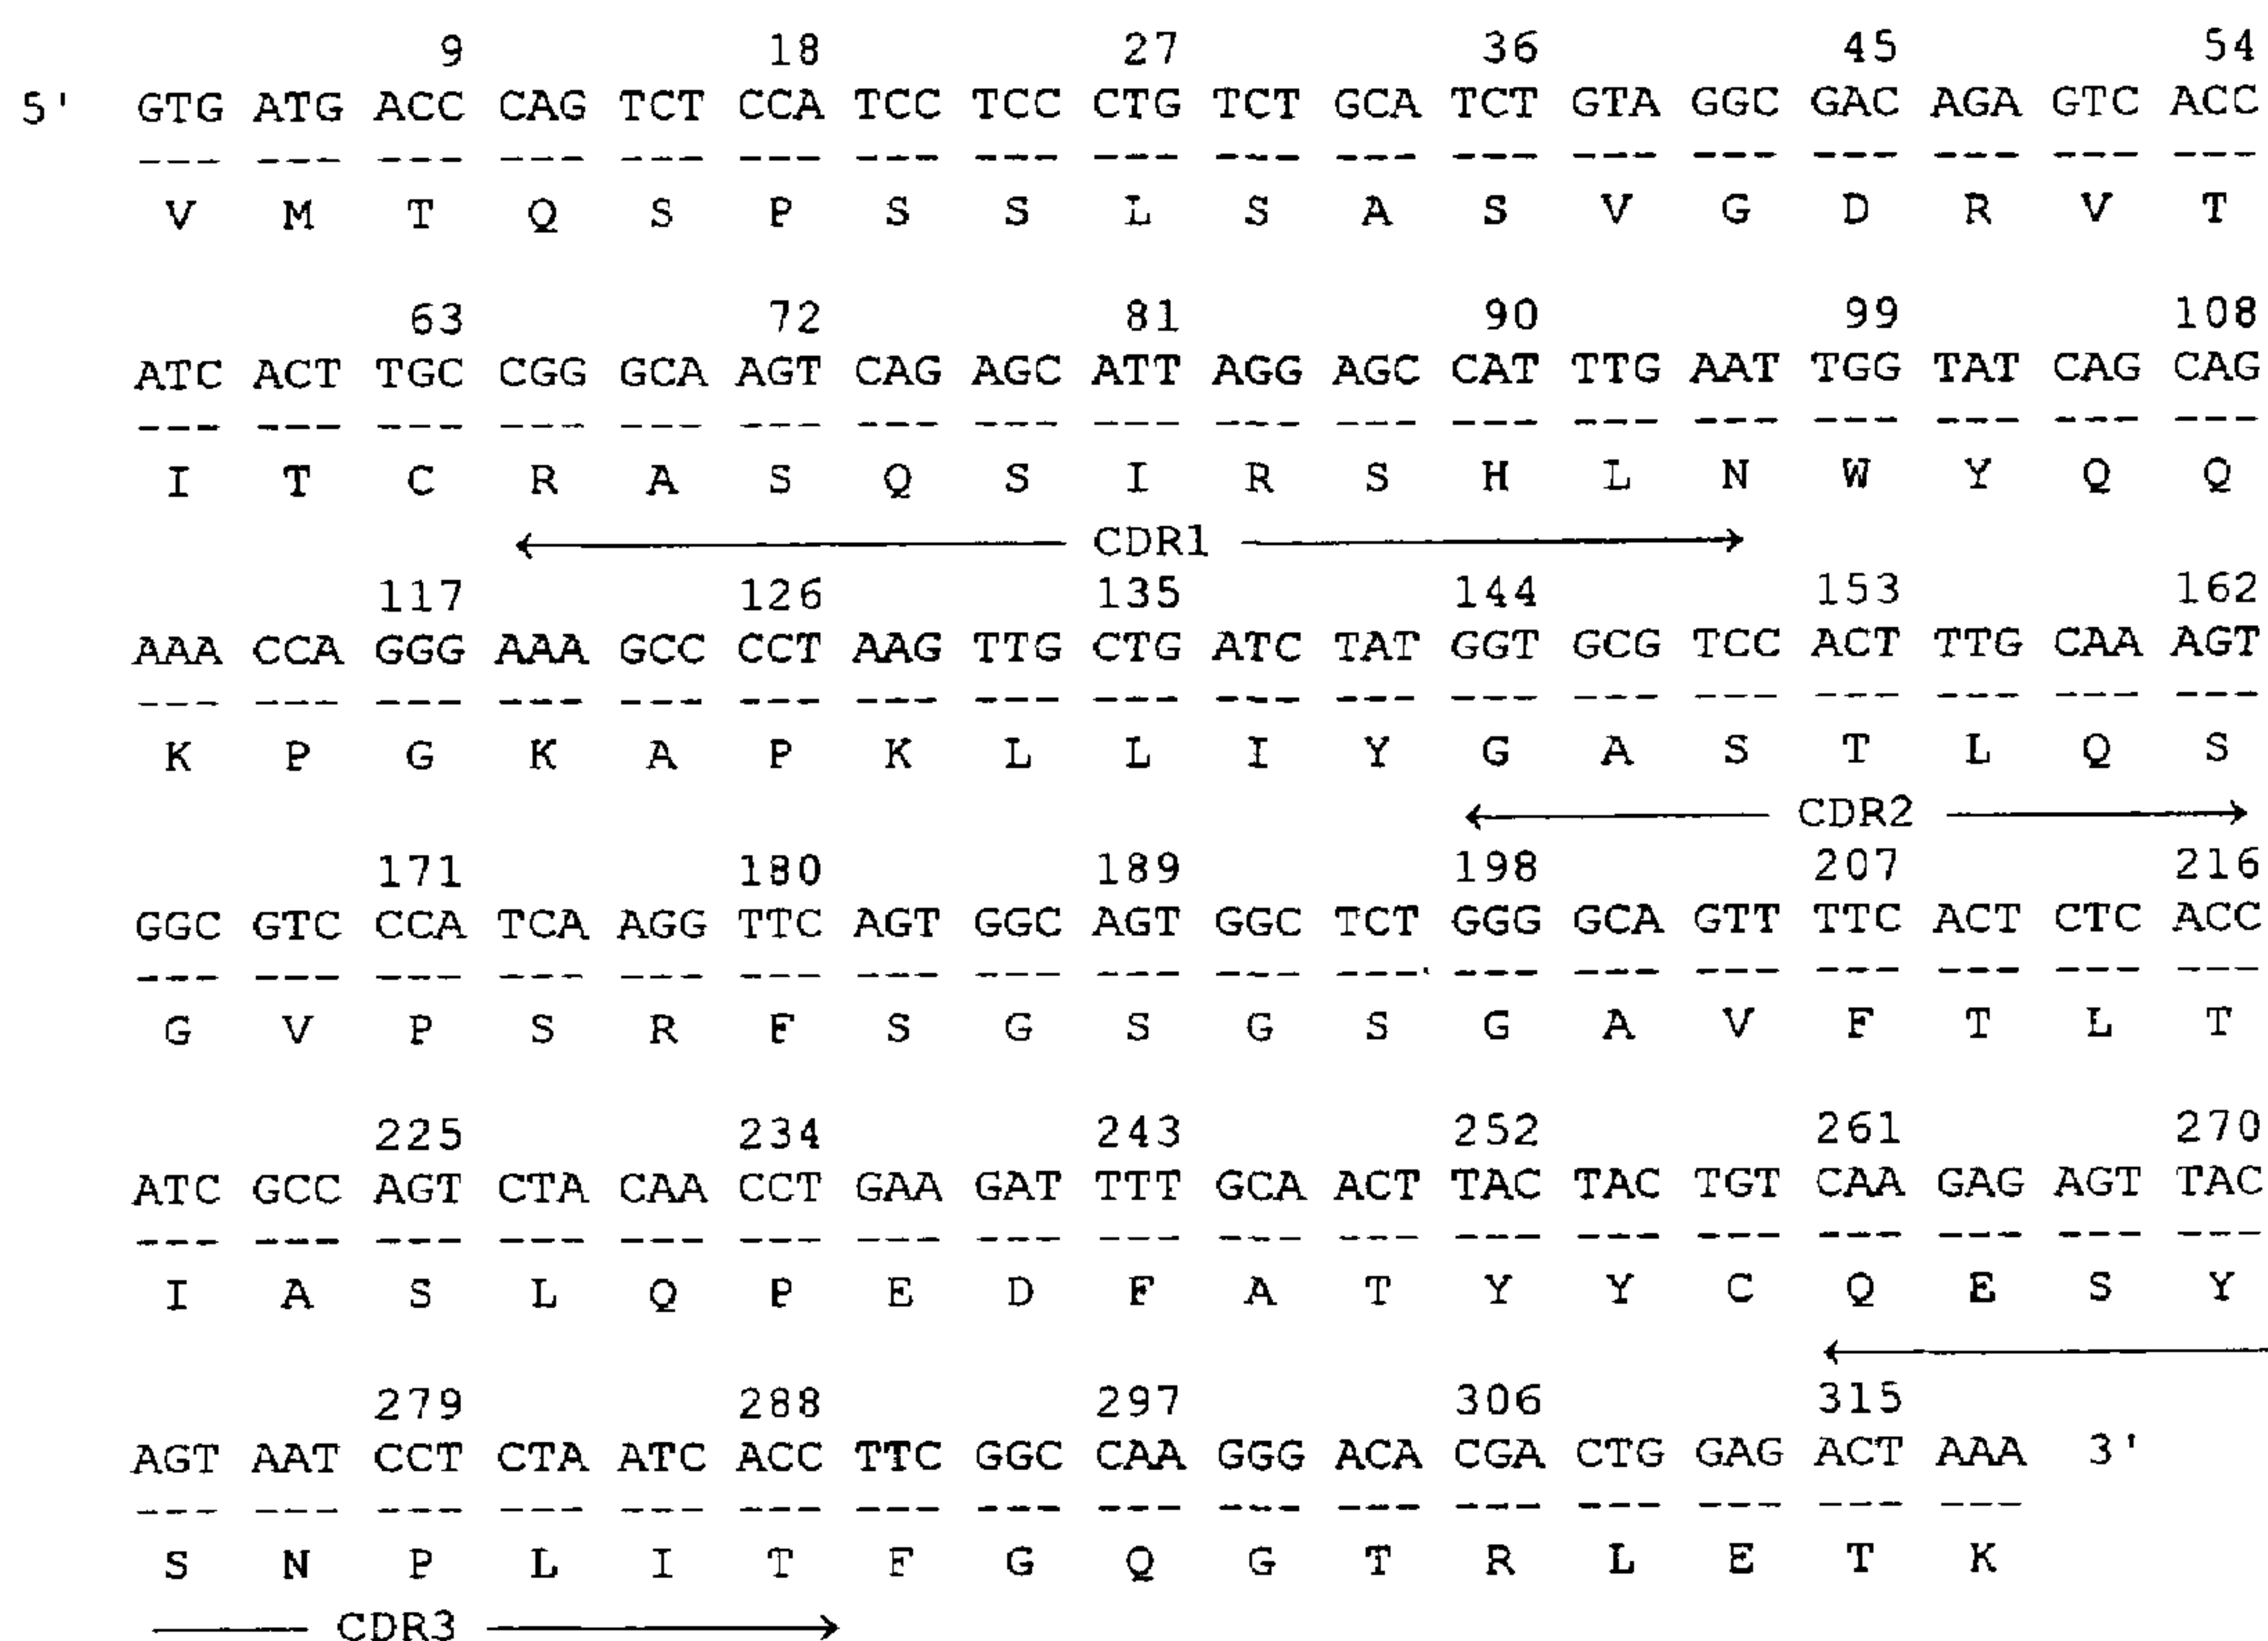 9 18 27 36 45 54
5' GTG ATG ACC CAG TCT CCA TCC TCC CTG TCT GCA TCT GTA GGC GAC AGA GTC ACC
--- --- --- --- --- --- --- --- --- --- --- --- --- --- --- --- --- ---
V M T Q S P S S L S A S V G D R V T
63 72 81 90 99 108
ATC ACT TGC CGG GCA AGT CAG AGC ATT AGG AGC CAT TTG AAT TGG TAT CAG CAG
--- --- --- --- --- --- --- --- --- --- --- --- --- --- --- --- --- ---
I T C R A S Q S I R S H L N W Y Q Q
CDR1
117 126 135 144 153 162
AAA CCA GGG AAA GCC CCT AAG TTG CTG ATC TAT GGT GCG TCC ACT TTG CAA AGT
--- --- --- --- --- --- --- --- --- --- --- --- --- --- --- --- --- ---
K P G K A P K L L I Y G A S T L Q S
CDR2
171 180 189 198 207 216
GGC GTC CCA TCA AGG TTC AGT GGC AGT GGC TCT GGG GCA GTT TTC ACT CTC ACC
--- --- --- --- --- --- --- --- --- --- --- --- --- --- --- --- --- ---
G V P S R F S G S G S G A V F T L T
225 234 243 252 261 270
ATC GCC AGT CTA CAA CCT GAA GAT TTT GCA ACT TAC TAC TGT CAA GAG AGT TAC
--- --- --- --- --- --- --- --- --- --- --- --- --- --- --- --- --- ---
I A S L Q P E D F A T Y Y C Q E S Y
279 288 297 306 315
AGT AAT CCT CTA ATC ACC TTC GGC CAA GGG ACA CGA CTG GAG ACT AAA 3'
--- --- --- --- --- --- --- --- --- --- --- --- --- --- --- ---
S N P L I T F G Q G T R L E T K
CDR3